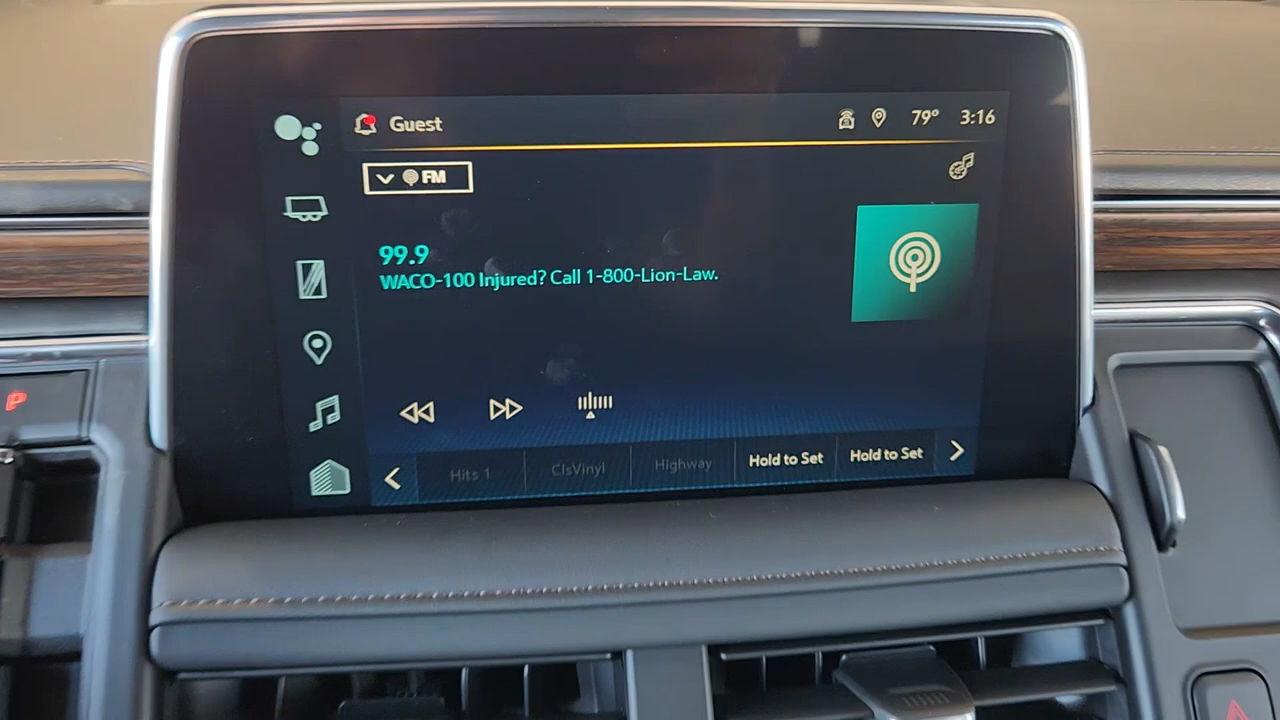 Guest
79° 3:16
FM
99.9
WACO-100 Injured? Call 1-800-Lion-Law.
Hits 1 ClsVinyl Highway Hold to Set Hold to Set
P